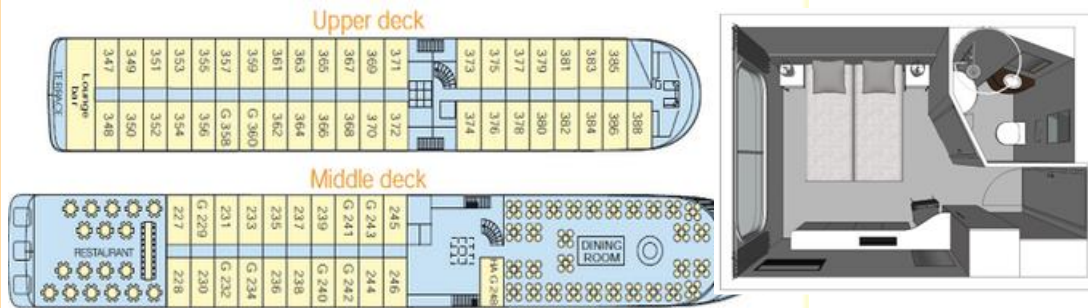 Upper deck
TERRACE
Lounge
bar
347 349 351 353 355 357 359 361 363 365 367 369 371 373 375 377 379 381 383 385
348 350 352 354 356 G 358 G 360 362 364 366 368 370 372 374 376 378 380 382 384 386 388
Middle deck
RESTAURANT
227 G 229 231 233 235 237 239 G 241 G 243 245
228 230 G 232 G 234 236 238 G 240 G 242 244 246
HA G 248
DINING
ROOM